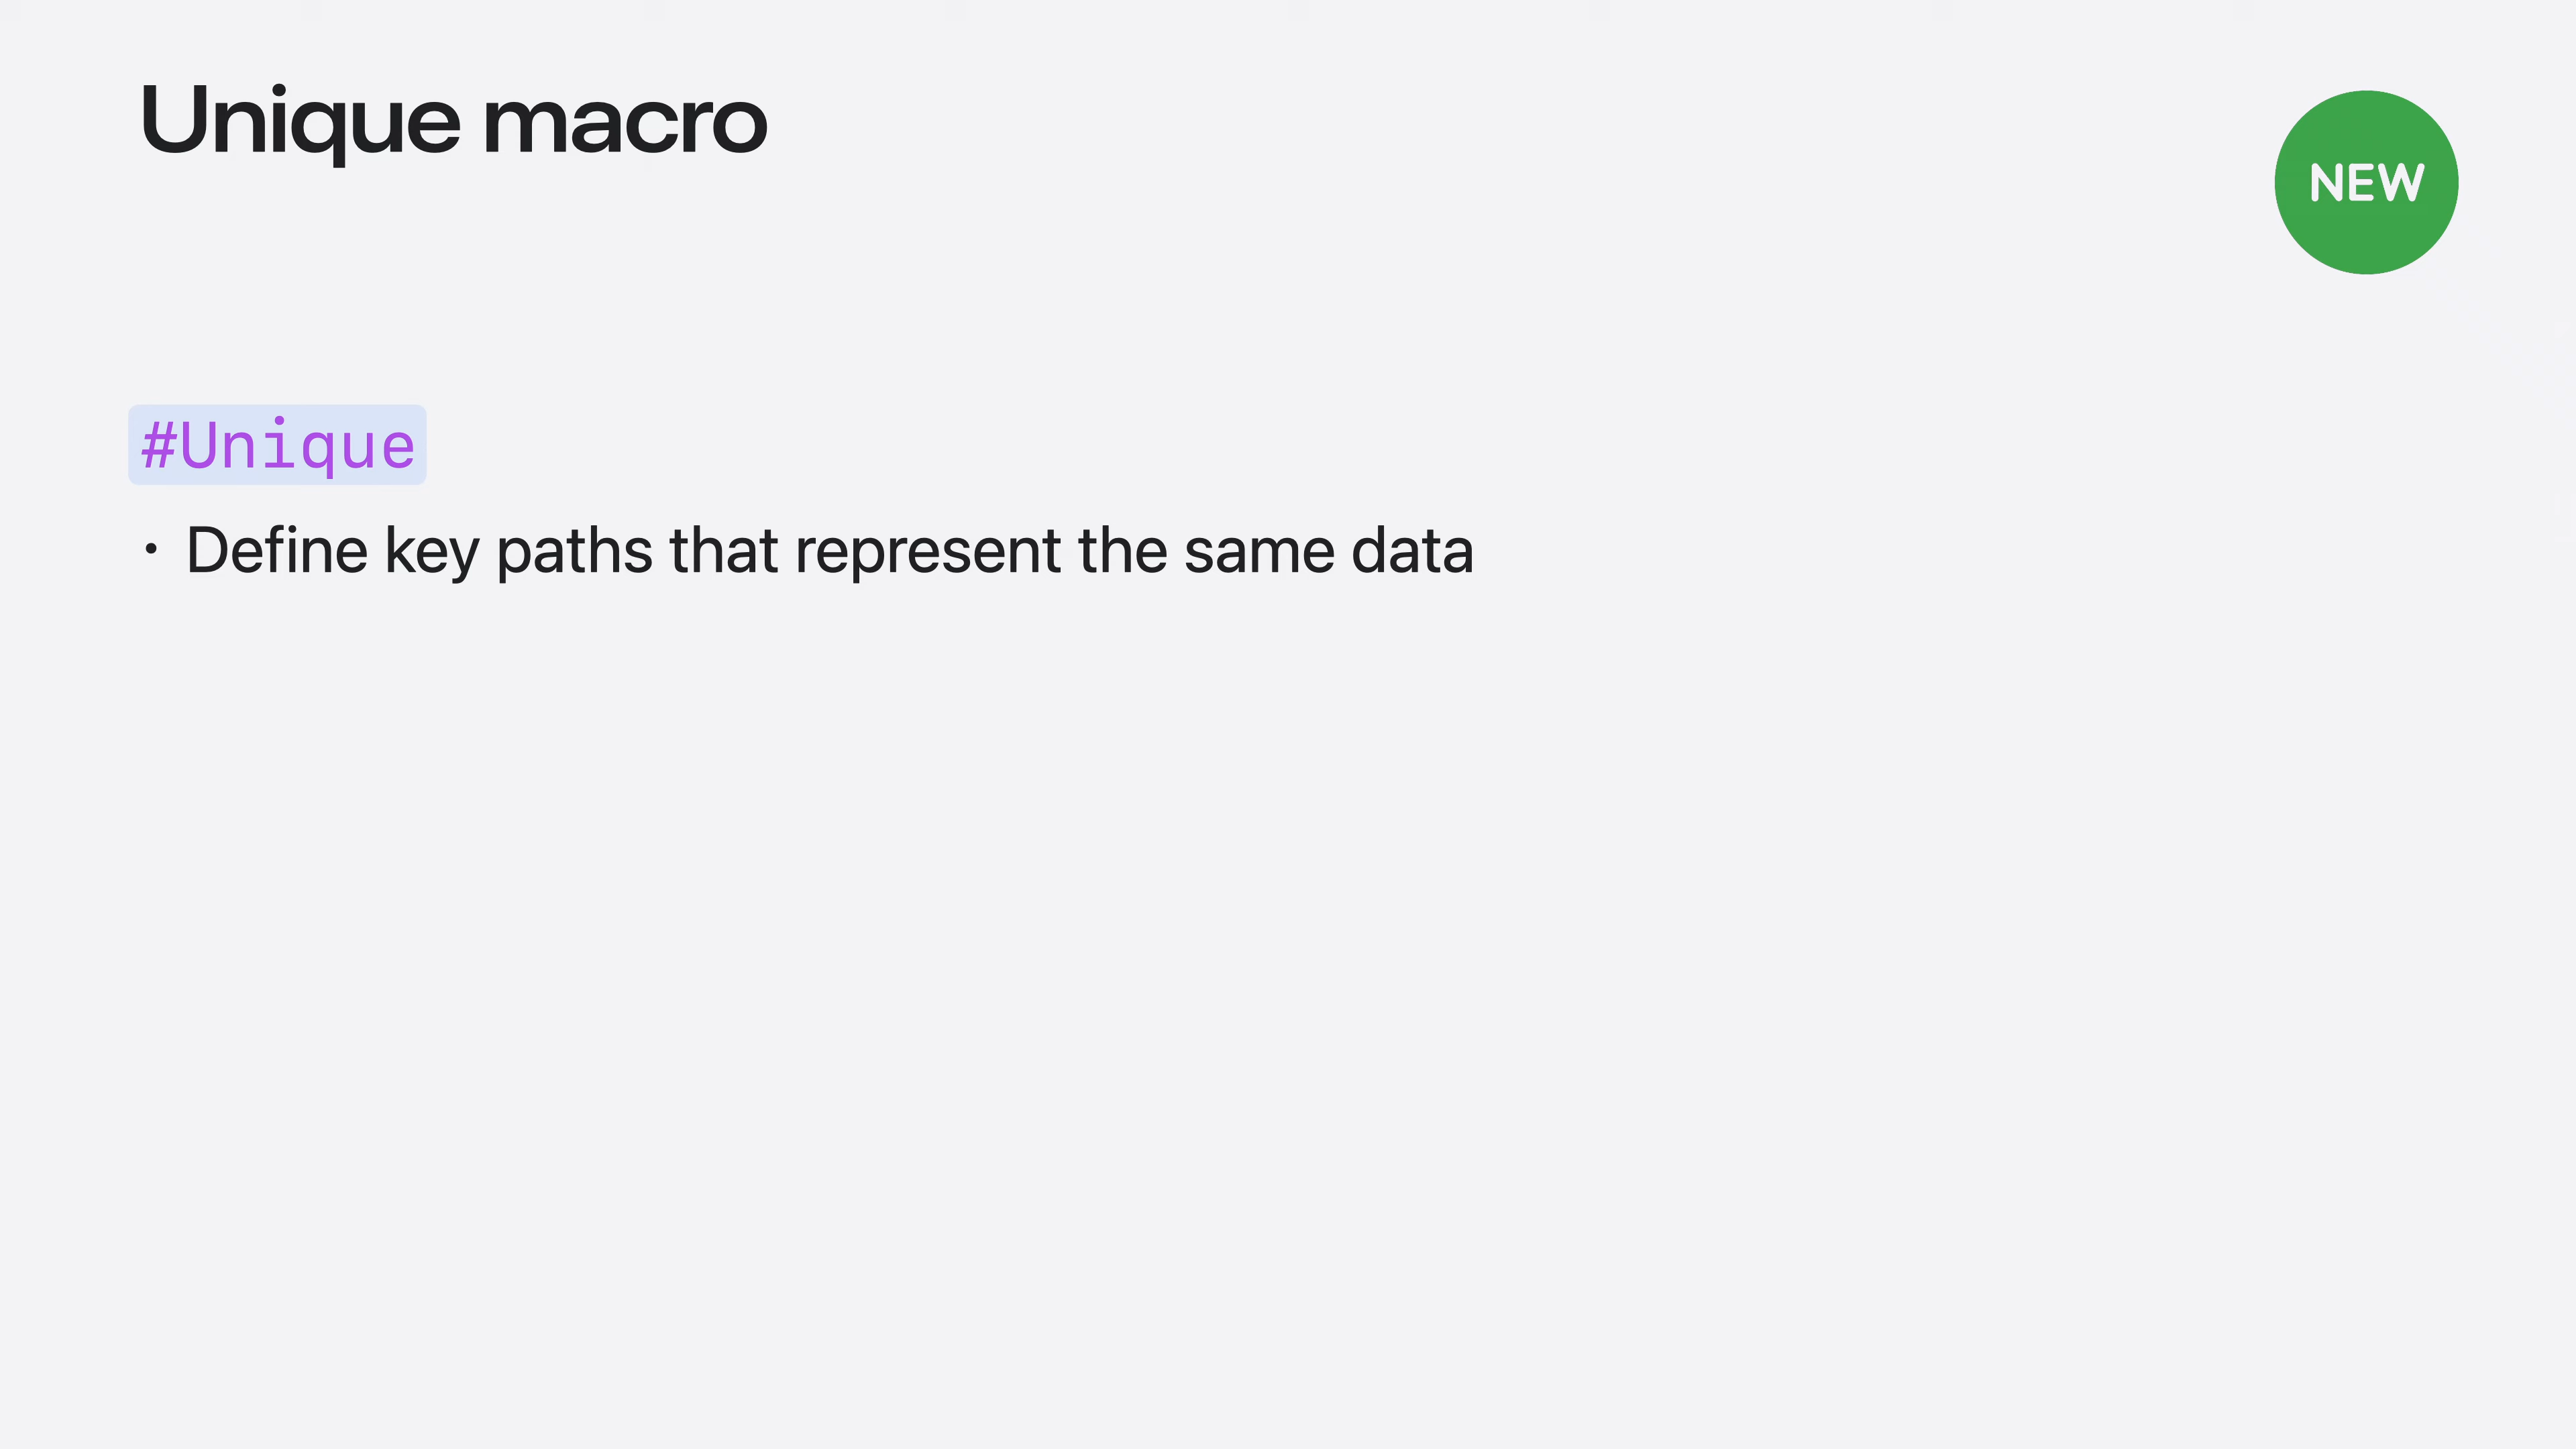 Unique macro
NEW
#Unique
• Define key paths that represent the same data